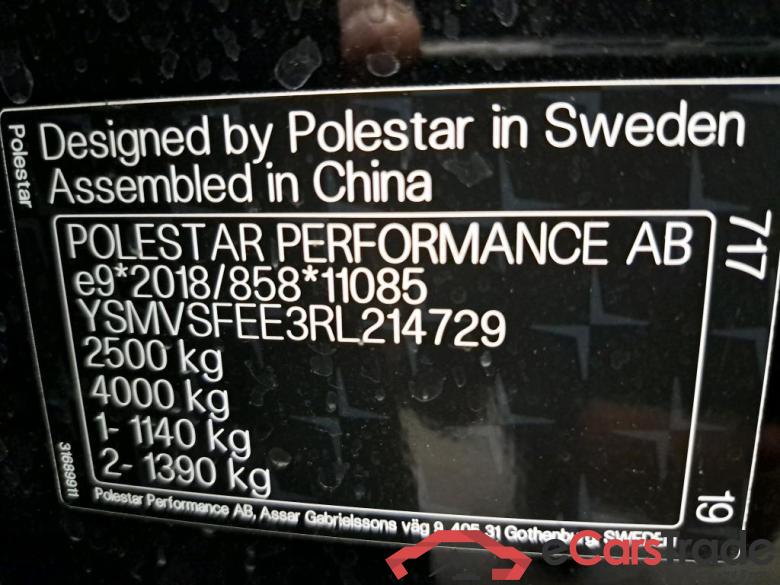 Polestar
Designed by Polestar in Sweden
Assembled in China
POLESTAR PERFORMANCE AB
e9*2018/858*11085
YSMVSFEE3RL214729
2500 kg
4000 kg
1- 1140 kg
2- 1390 kg
717
19
31689911
Polestar Performance AB, Assar Gabrielssons väg 9, 405 31 Gothenburg, SWEDEN
eCarstrade